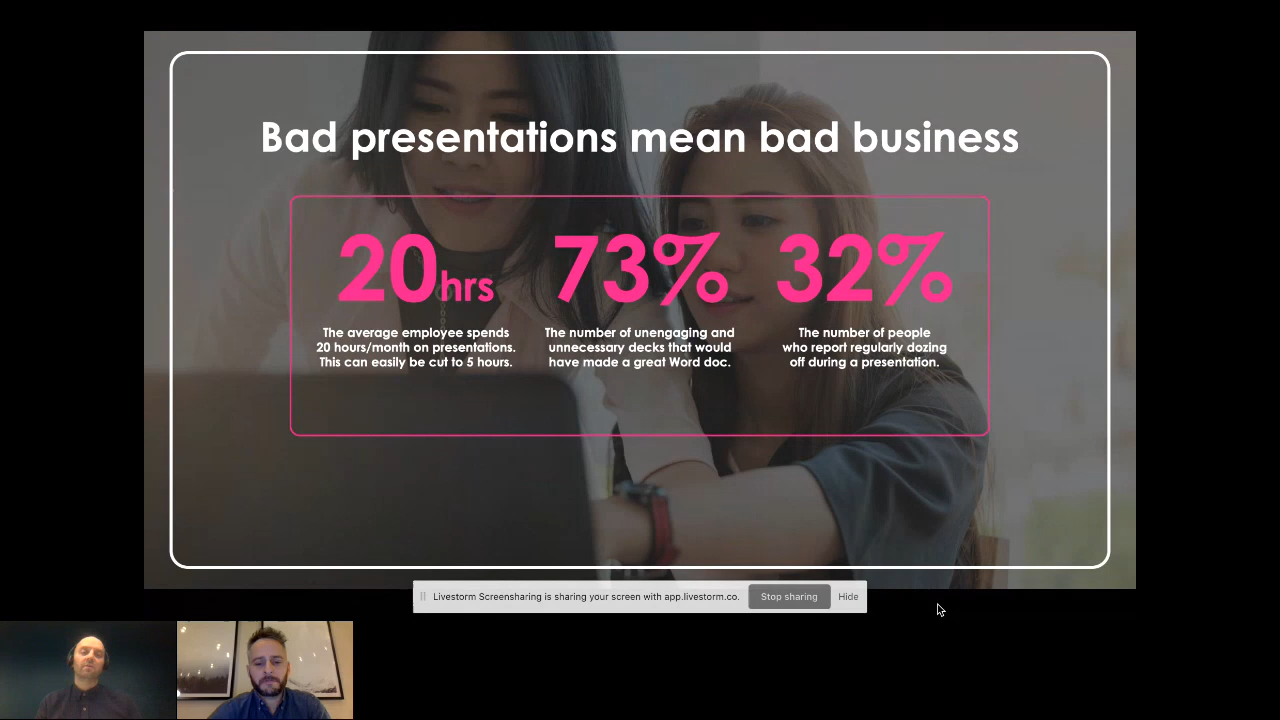 Bad presentations mean bad business
20hrs
73%
32%
The average employee spends
20 hours/month on presentations.
This can easily be cut to 5 hours.
The number of unengaging and
unnecessary decks that would
have made a great Word doc.
The number of people
who report regularly dozing
off during a presentation.
Livestorm Screensharing is sharing your screen with app.livestorm.co.
Stop sharing
Hide